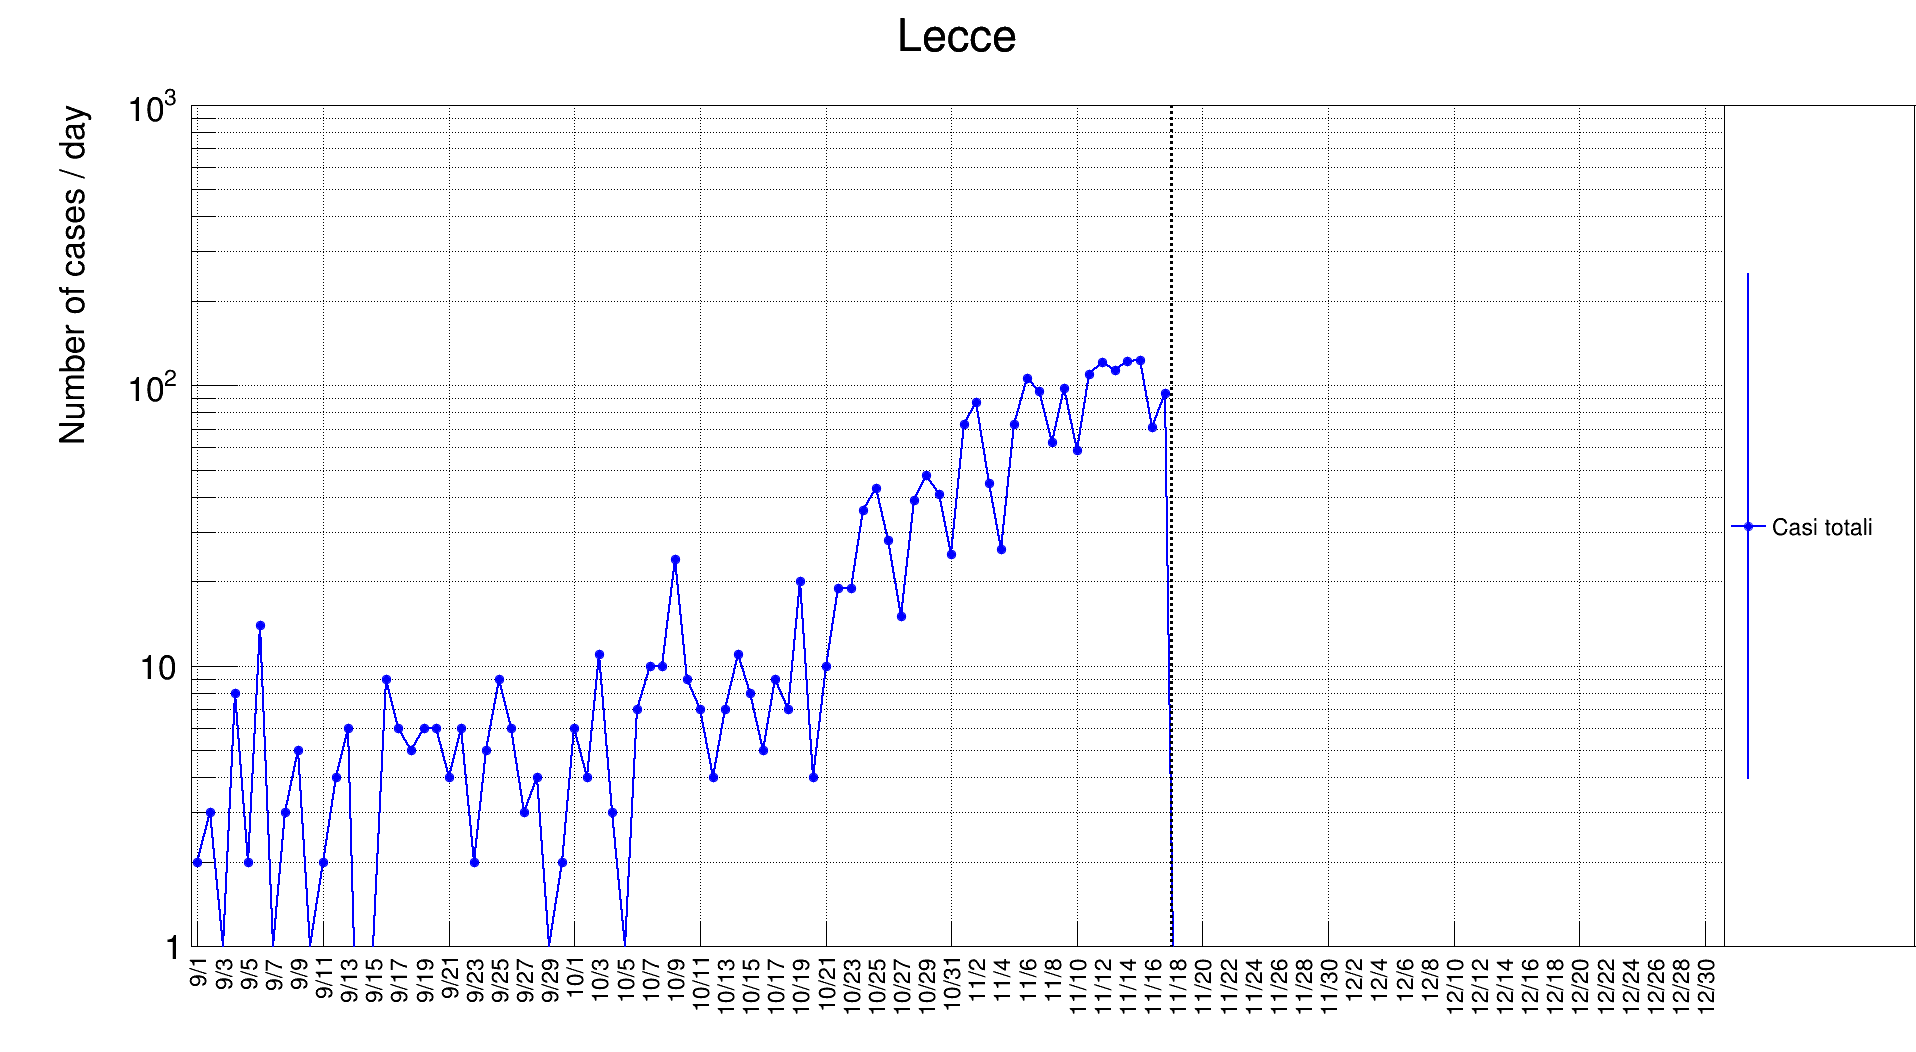 Lecce
Number of cases / day
10³
10²
10
1
9/1 9/3 9/5 9/7 9/9 9/11 9/13 9/15 9/17 9/19 9/21 9/23 9/25 9/27 9/29 10/1 10/3 10/5 10/7 10/9 10/11 10/13 10/15 10/17 10/19 10/21 10/23 10/25 10/27 10/29 10/31 11/2 11/4 11/6 11/8 11/10 11/12 11/14 11/16 11/18 11/20 11/22 11/24 11/26 11/28 11/30 12/2 12/4 12/6 12/8 12/10 12/12 12/14 12/16 12/18 12/20 12/22 12/24 12/26 12/28 12/30
Casi totali